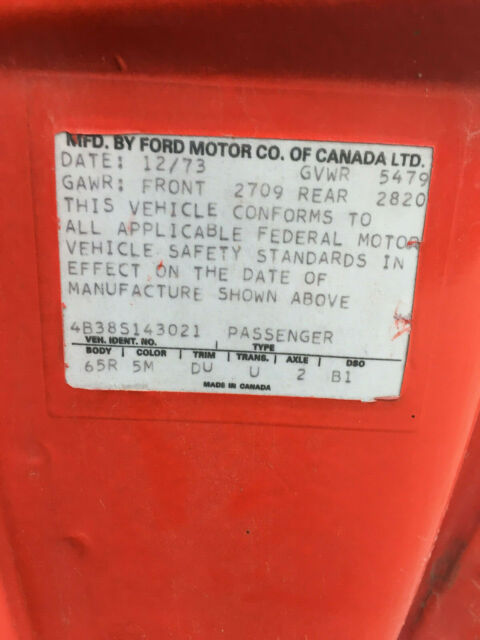 MFD. BY FORD MOTOR CO. OF CANADA LTD.
DATE: 12/73 GVWR 5479
GAWR: FRONT 2709 REAR 2820
THIS VEHICLE CONFORMS TO
ALL APPLICABLE FEDERAL MOTOR
VEHICLE SAFETY STANDARDS IN
EFFECT ON THE DATE OF
MANUFACTURE SHOWN ABOVE
4B38S143021 PASSENGER
VEH. IDENT. NO. TYPE
BODY COLOR TRIM TRANS. AXLE DSO
65R 5M DU U 2 B1
MADE IN CANADA